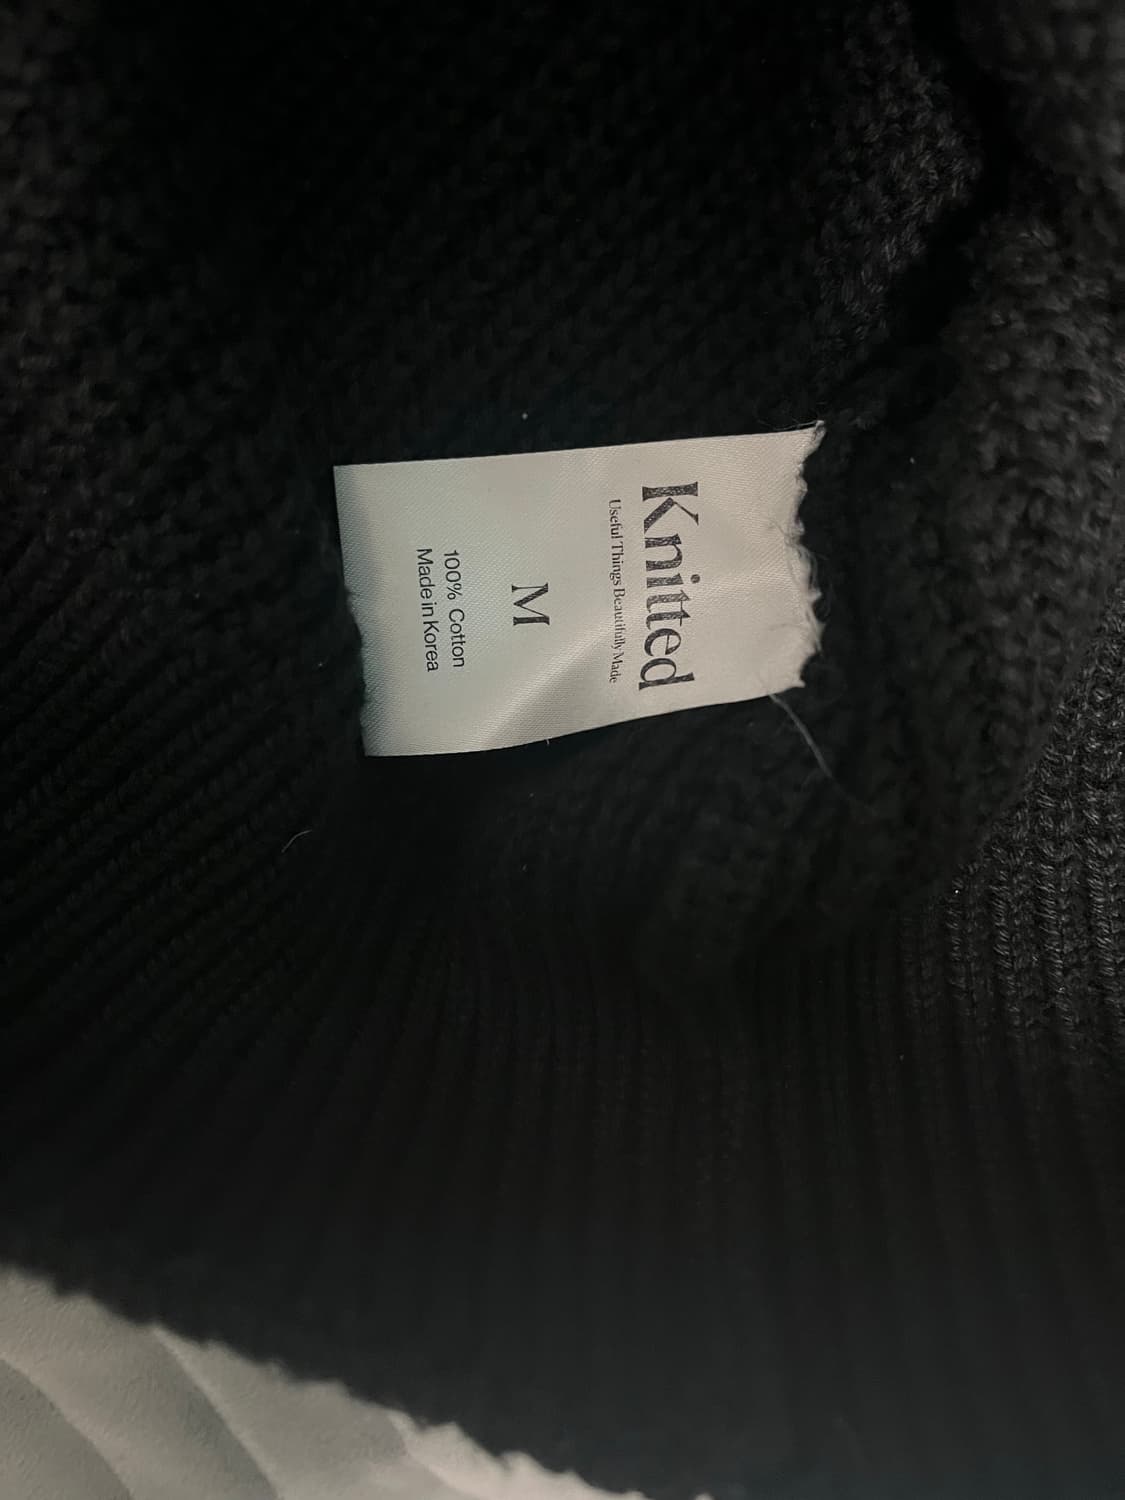 Knitted
Useful Things Beautifully Made
M
100% Cotton
Made in Korea